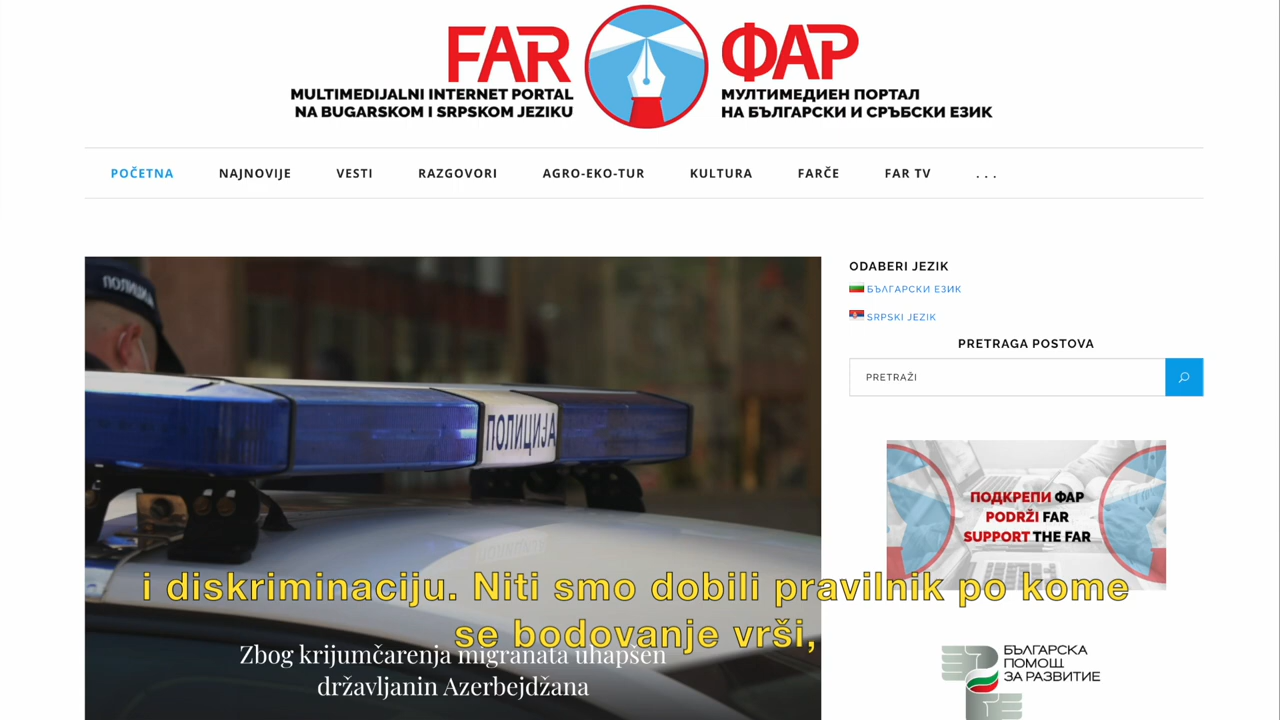 FAR
ФАР
MULTIMEDIJALNI INTERNET PORTAL
NA BUGARSKOM I SRPSKOM JEZIKU
МУЛТИМЕДИЕН ПОРТАЛ
НА БЪЛГАРСКИ И СРЪБСКИ ЕЗИК
POČETNA NAJNOVIJE VESTI RAZGOVORI AGRO-EKO-TUR KULTURA FARČE FAR TV ...
ПОЛИЦИЈА
ПОЛИЦИЈА
Zbog krijumčarenja migranata uhapšen
državljanin Azerbejdžana
ODABERI JEZIK
БЪЛГАРСКИ ЕЗИК
SRPSKI JEZIK
PRETRAGA POSTOVA
PRETRAŽI
ПОДКРЕПИ ФАР
PODRŽI FAR
SUPPORT THE FAR
БЪЛГАРСКА
ПОМОЩ
ЗА РАЗВИТИЕ
i diskriminaciju. Niti smo dobili pravilnik po kome
se bodovanje vrši,